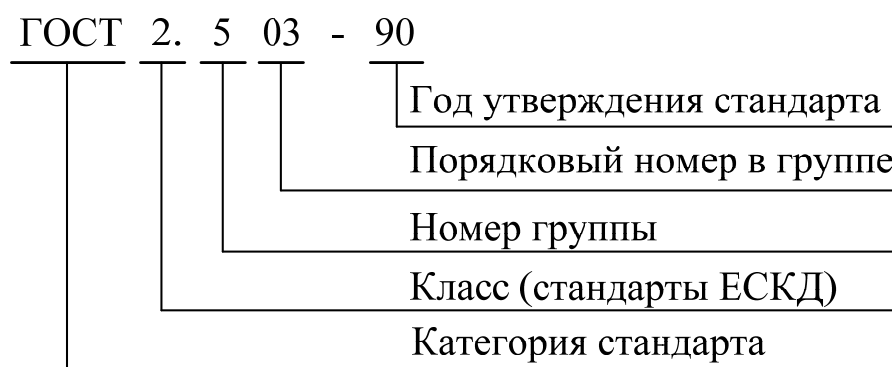 ГОСТ 2. 5 03 - 90
Год утверждения стандарта
Порядковый номер в группе
Номер группы
Класс (стандарты ЕСКД)
Категория стандарта